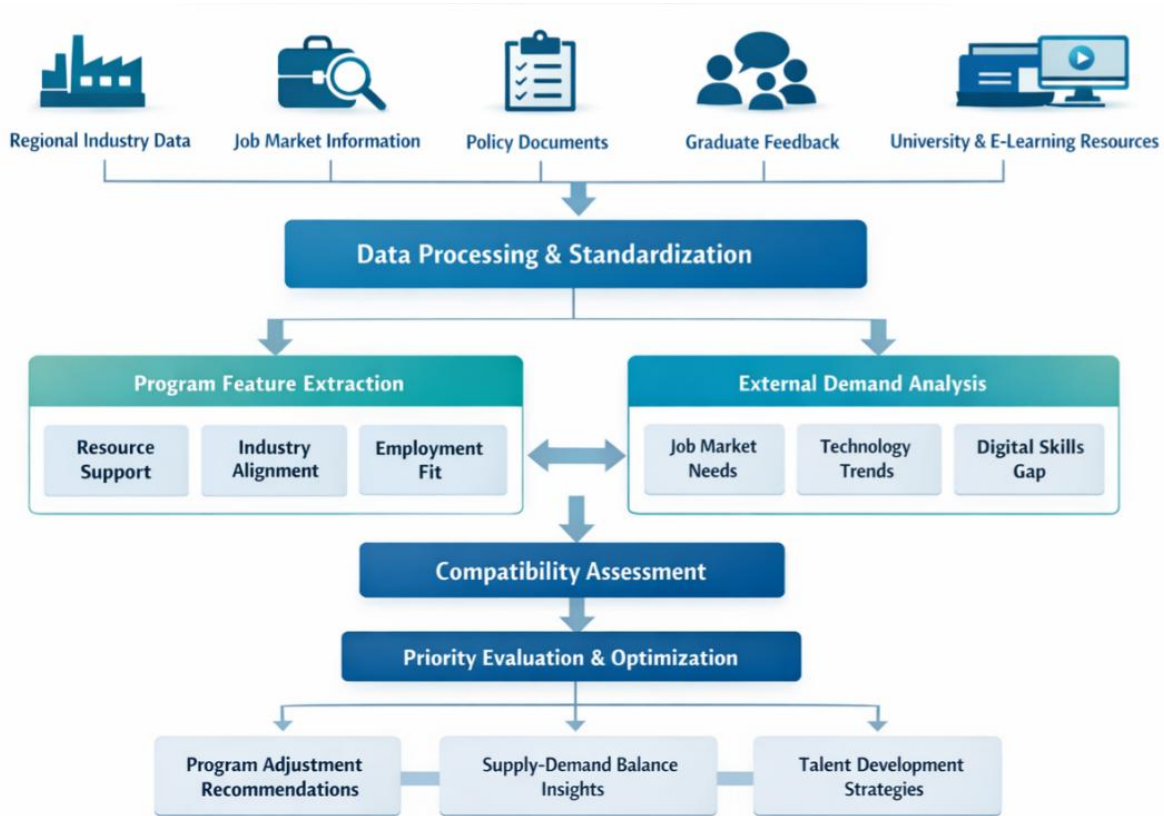 Regional Industry Data
Job Market Information
Policy Documents
Graduate Feedback
University & E-Learning Resources
Data Processing & Standardization
Program Feature Extraction
Resource
Support
Industry
Alignment
Employment
Fit
External Demand Analysis
Job Market
Needs
Technology
Trends
Digital Skills
Gap
Compatibility Assessment
Priority Evaluation & Optimization
Program Adjustment
Recommendations
Supply-Demand Balance
Insights
Talent Development
Strategies